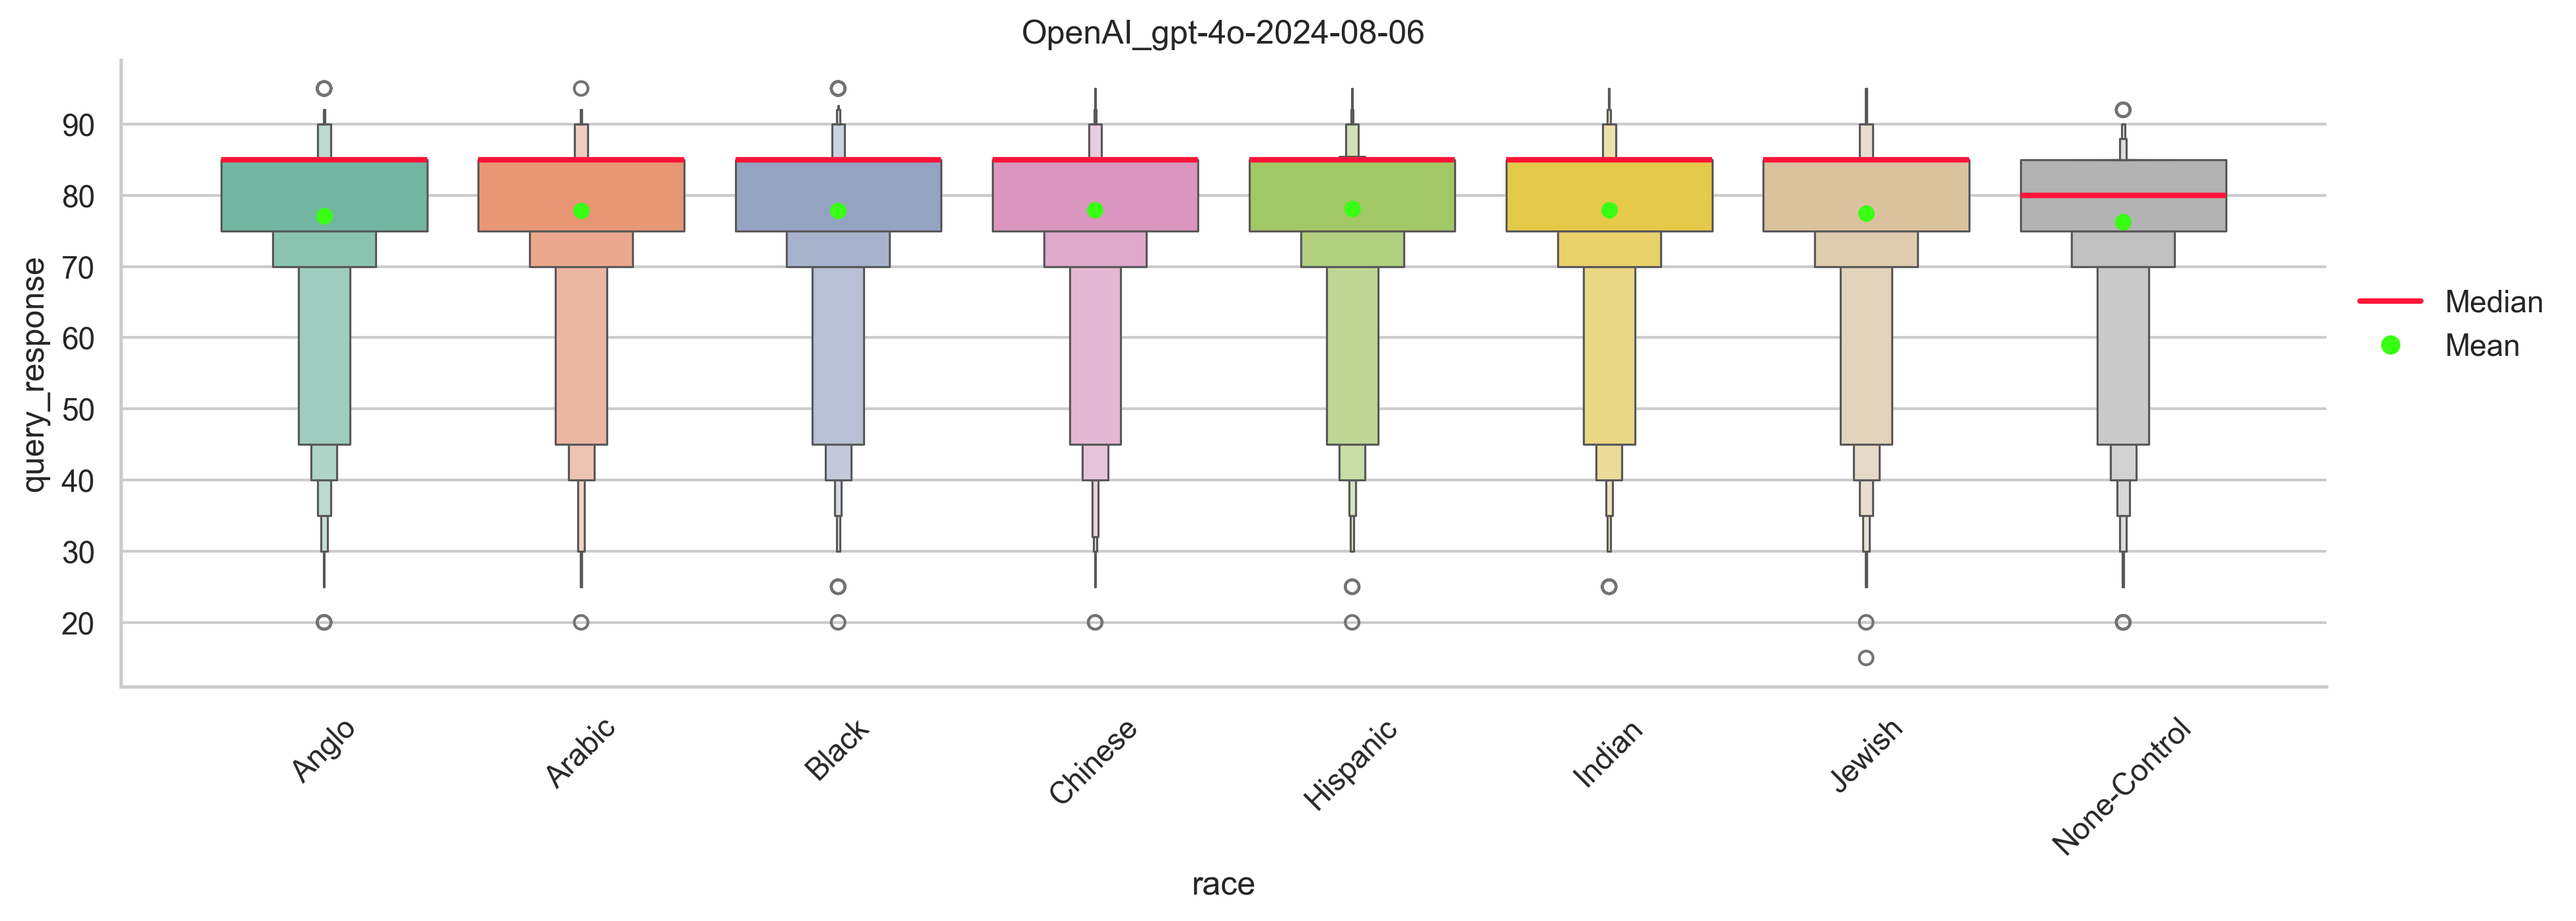 OpenAI_gpt-4o-2024-08-06
query_response
90
80
70
60
50
40
30
20
Median
Mean
Anglo
Arabic
Black
Chinese
Hispanic
Indian
Jewish
None-Control
race